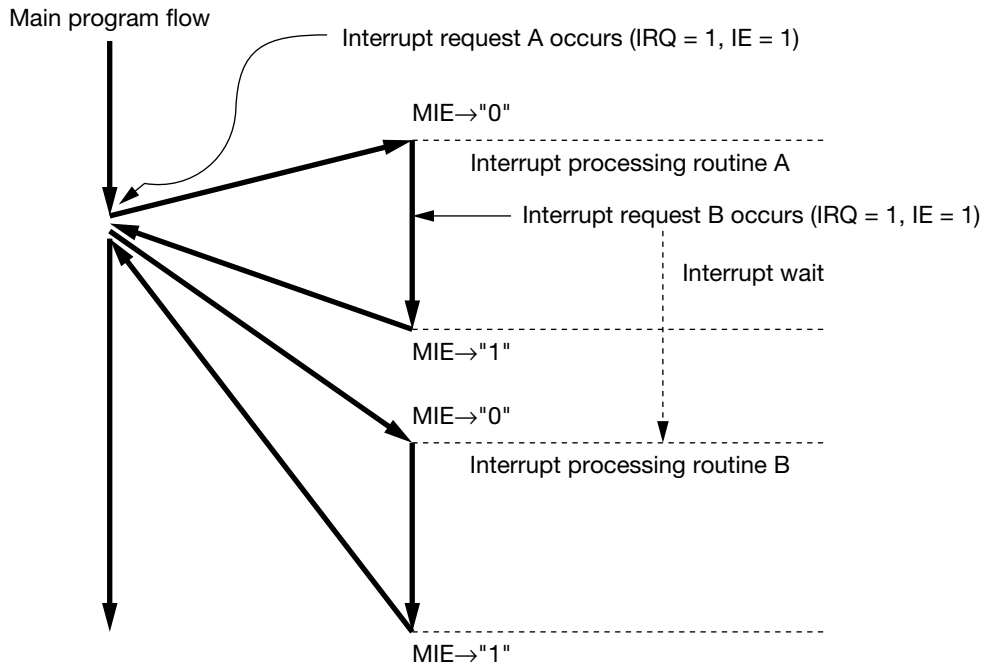 Main program flow
Interrupt request A occurs (IRQ = 1, IE = 1)
MIE→"0"
Interrupt processing routine A
Interrupt request B occurs (IRQ = 1, IE = 1)
Interrupt wait
MIE→"1"
MIE→"0"
Interrupt processing routine B
MIE→"1"